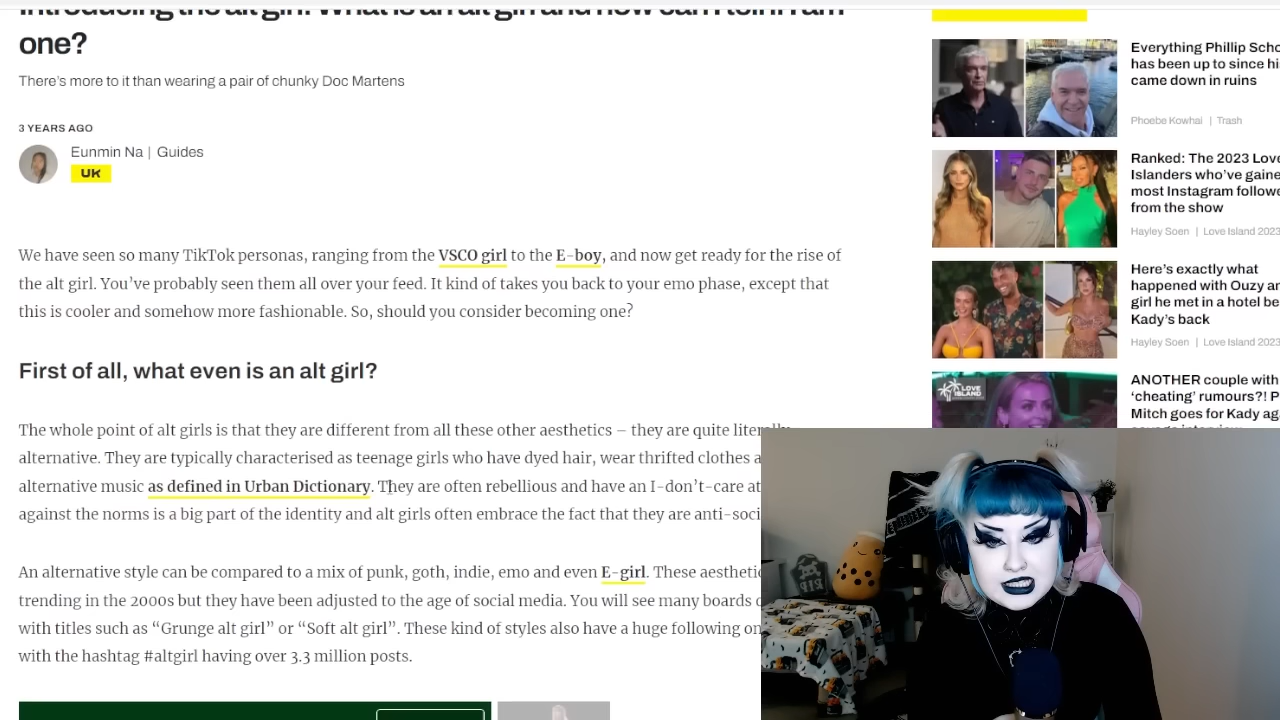 Introducing the alt girl: What is an alt girl and how can I tell if I am
one?
There's more to it than wearing a pair of chunky Doc Martens
3 YEARS AGO
Eunmin Na | Guides
UK
We have seen so many TikTok personas, ranging from the VSCO girl to the E-boy, and now get ready for the rise of
the alt girl. You've probably seen them all over your feed. It kind of takes you back to your emo phase, except that
this is cooler and somehow more fashionable. So, should you consider becoming one?
First of all, what even is an alt girl?
The whole point of alt girls is that they are different from all these other aesthetics – they are quite literally
alternative. They are typically characterised as teenage girls who have dyed hair, wear thrifted clothes a
alternative music as defined in Urban Dictionary. They are often rebellious and have an I-don't-care at
against the norms is a big part of the identity and alt girls often embrace the fact that they are anti-soci
An alternative style can be compared to a mix of punk, goth, indie, emo and even E-girl. These aesthetic
trending in the 2000s but they have been adjusted to the age of social media. You will see many boards
with titles such as “Grunge alt girl” or “Soft alt girl”. These kind of styles also have a huge following on
with the hashtag #altgirl having over 3.3 million posts.
Everything Phillip Scho
has been up to since hi
came down in ruins
Phoebe Kowhai | Trash
Ranked: The 2023 Love
Islanders who've gaine
most Instagram followe
from the show
Hayley Soen | Love Island 2023
Here's exactly what
happened with Ouzy an
girl he met in a hotel be
Kady's back
Hayley Soen | Love Island 2023
LOVE
ISLAND
ANOTHER couple with
‘cheating’ rumours?! P
Mitch goes for Kady ag
RIP